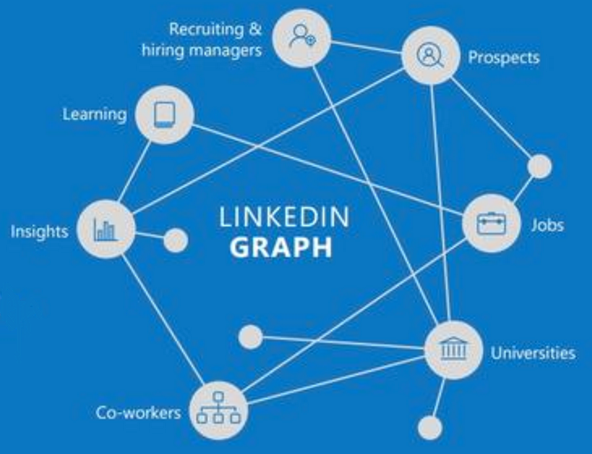 Recruiting &
hiring managers
Prospects
Learning
LINKEDIN
GRAPH
Jobs
Insights
Universities
Co-workers